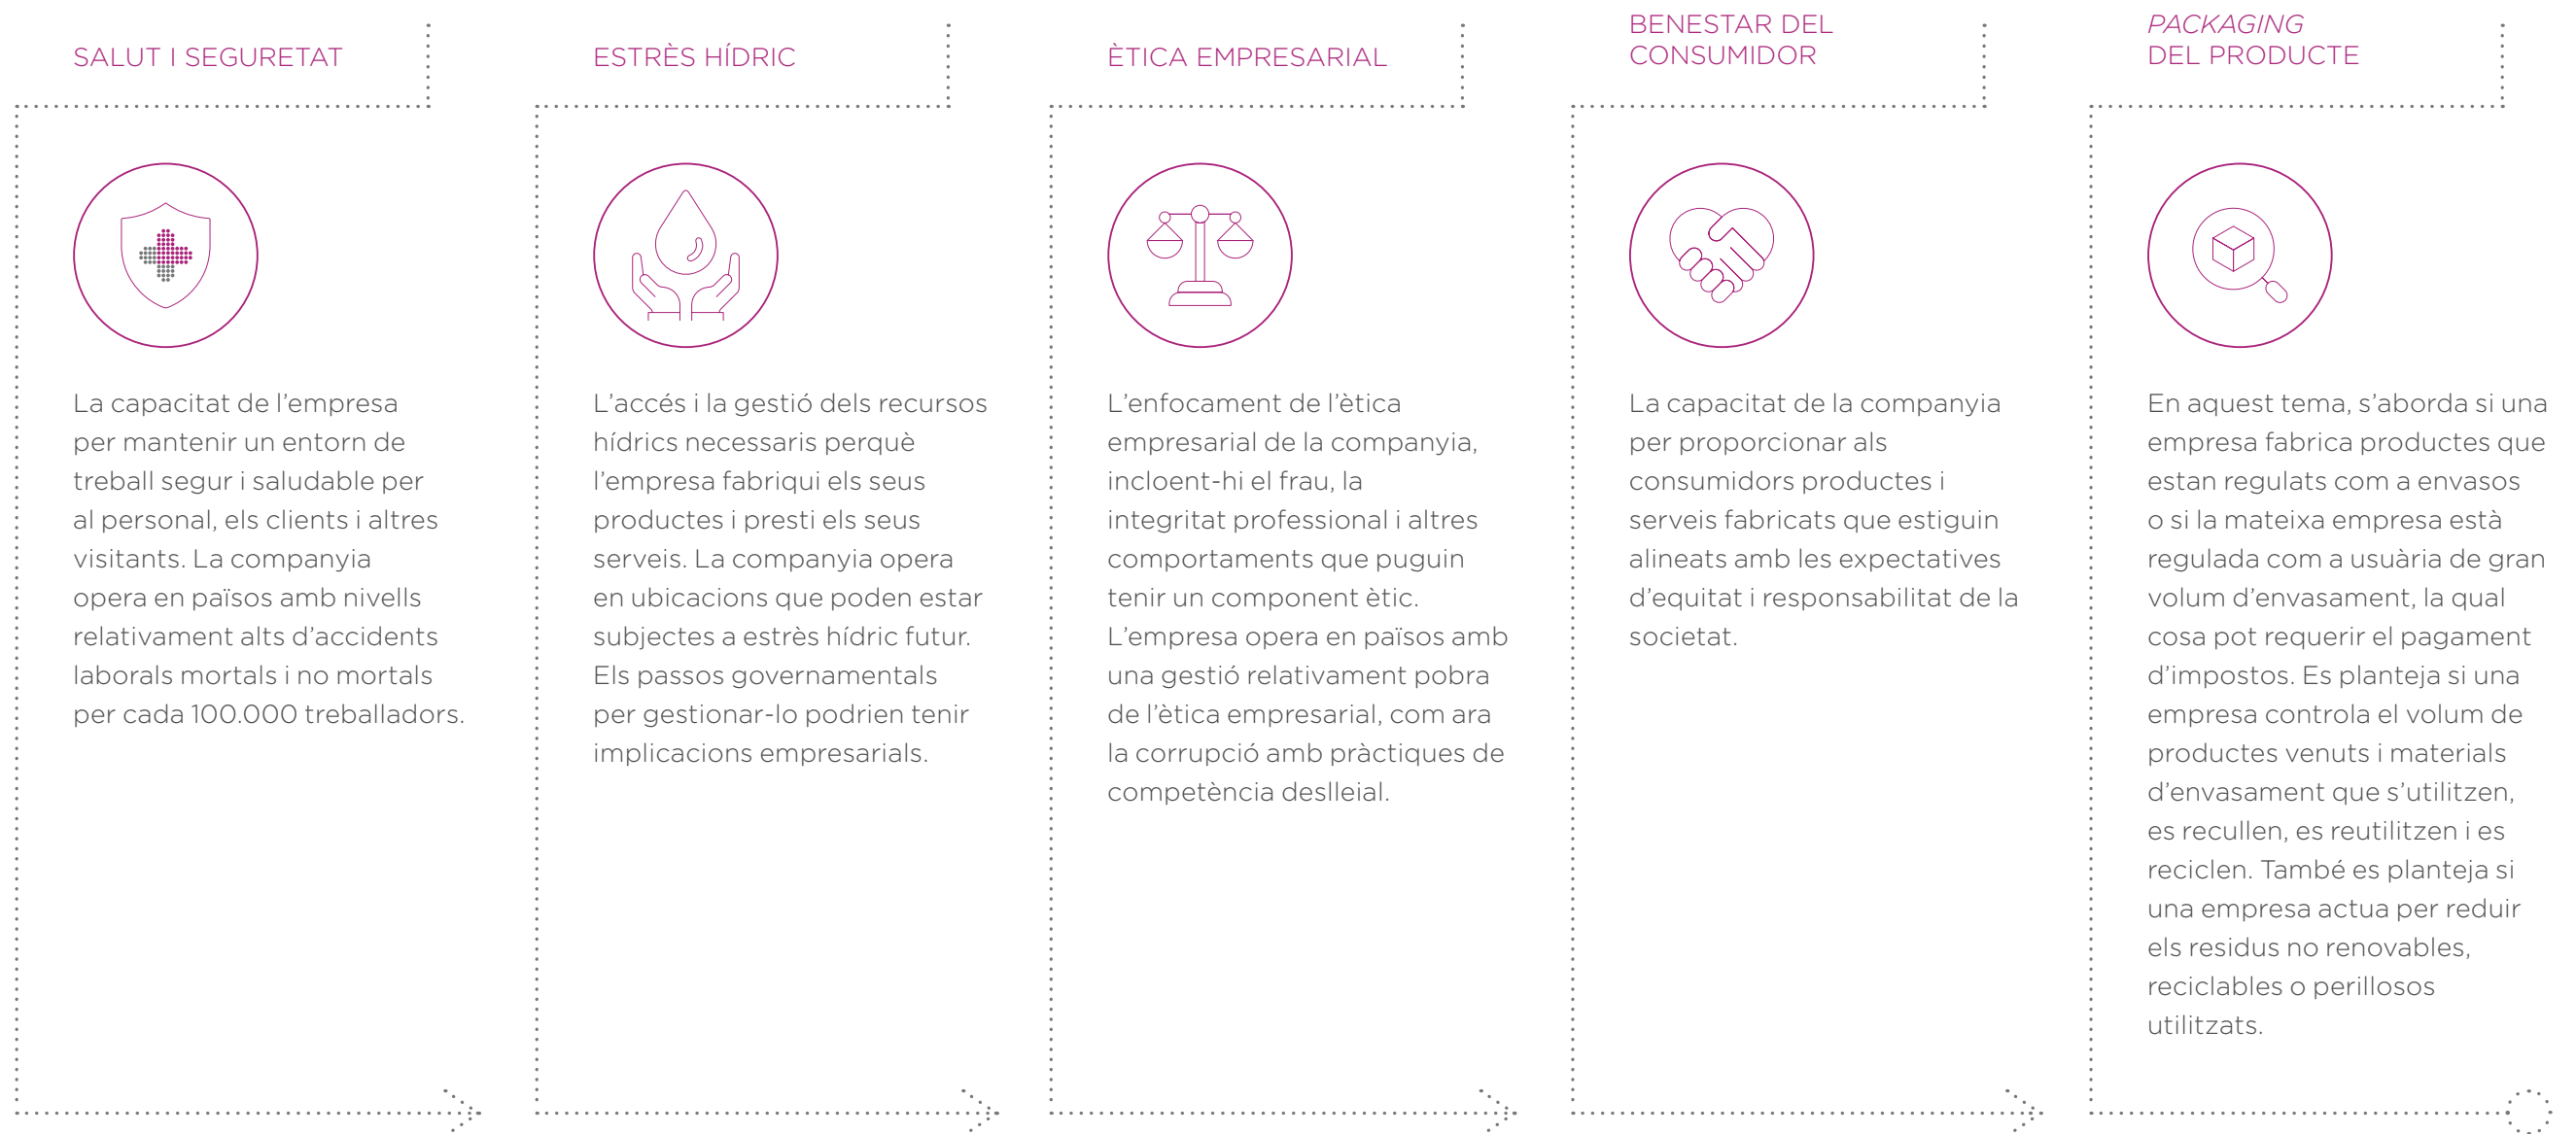 SALUT I SEGURETAT
La capacitat de l’empresa
per mantenir un entorn de
treball segur i saludable per
al personal, els clients i altres
visitants. La companyia
opera en països amb nivells
relativament alts d’accidents
laborals mortals i no mortals
per cada 100.000 treballadors.
ESTRÈS HÍDRIC
L’accés i la gestió dels recursos
hídrics necessaris perquè
l’empresa fabriqui els seus
productes i presti els seus
serveis. La companyia opera
en ubicacions que poden estar
subjectes a estrès hídric futur.
Els passos governamentals
per gestionar-lo podrien tenir
implicacions empresarials.
ÈTICA EMPRESARIAL
L’enfocament de l’ètica
empresarial de la companyia,
incloent-hi el frau, la
integritat professional i altres
comportaments que puguin
tenir un component ètic.
L’empresa opera en països amb
una gestió relativament pobra
de l’ètica empresarial, com ara
la corrupció amb pràctiques de
competència deslleial.
BENESTAR DEL
CONSUMIDOR
La capacitat de la companyia
per proporcionar als
consumidors productes i
serveis fabricats que estiguin
alineats amb les expectatives
d’equitat i responsabilitat de la
societat.
PACKAGING
DEL PRODUCTE
En aquest tema, s’aborda si una
empresa fabrica productes que
estan regulats com a envasos
o si la mateixa empresa està
regulada com a usuària de gran
volum d’envasament, la qual
cosa pot requerir el pagament
d’impostos. Es planteja si una
empresa controla el volum de
productes venuts i materials
d’envasament que s’utilitzen,
es recullen, es reutilitzen i es
reciclen. També es planteja si
una empresa actua per reduir
els residus no renovables,
reciclables o perillosos
utilitzats.